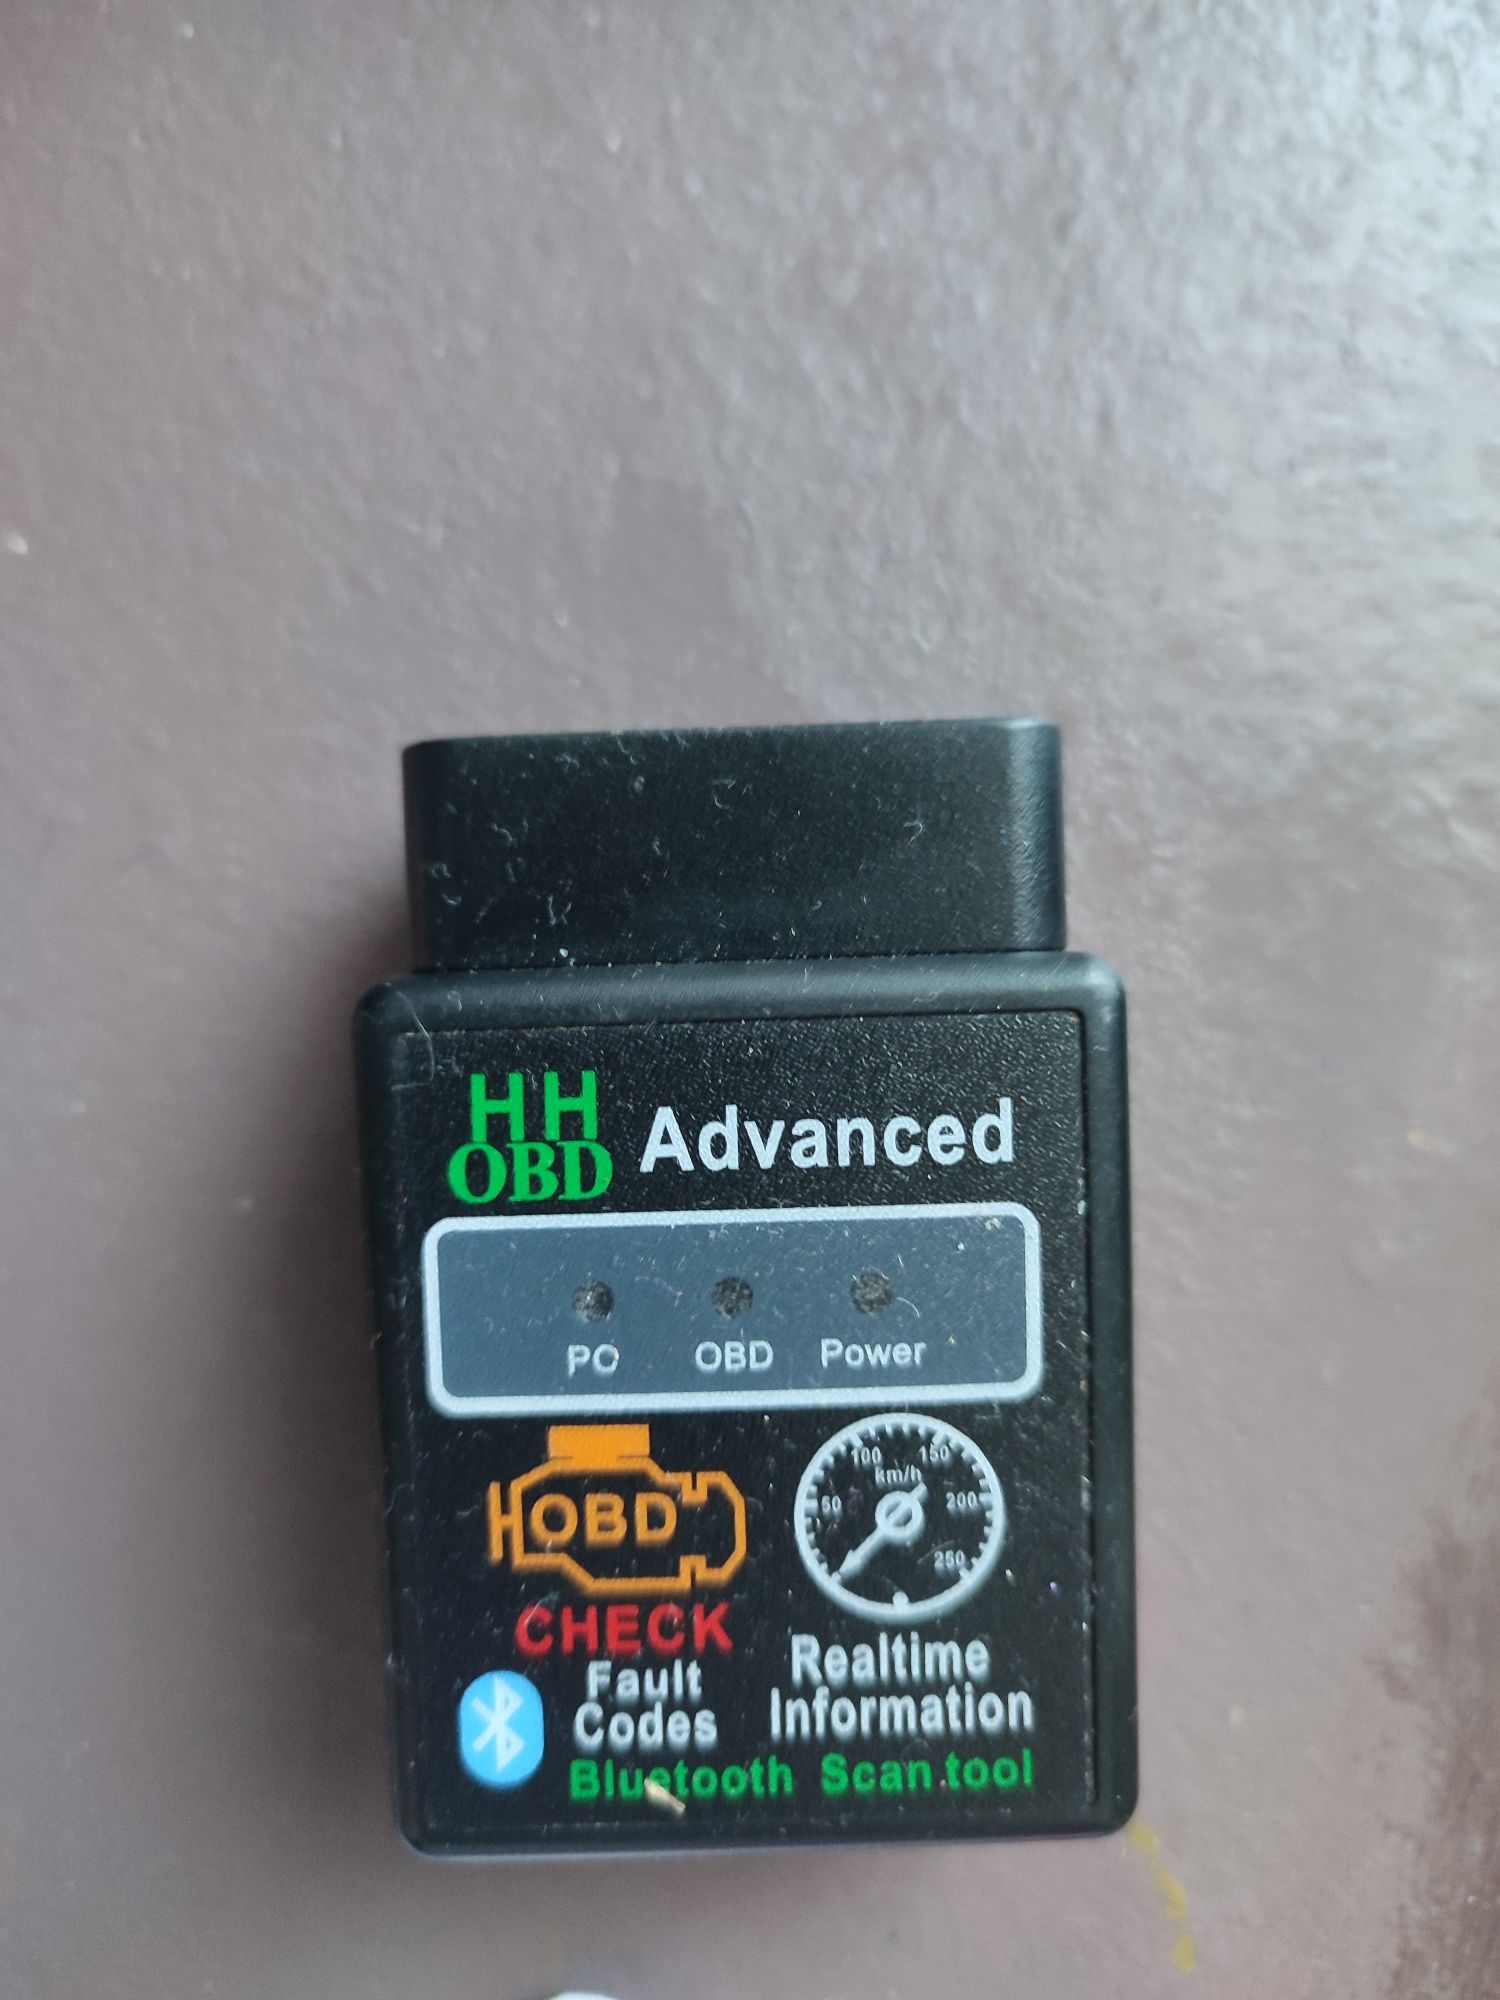 HH
OBD Advanced
PC OBD Power
OBD
50 100 150 200 250
km/h
CHECK
Fault
Codes
Realtime
Information
Bluetooth Scan tool